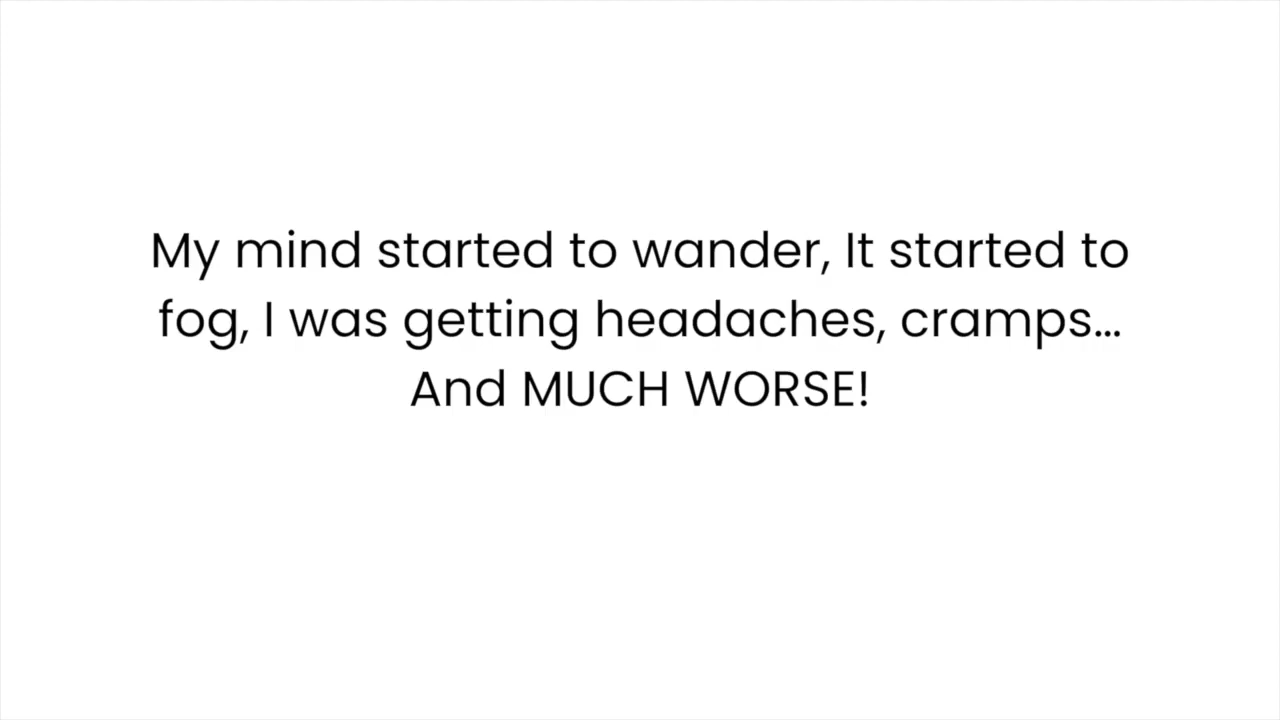 My mind started to wander, It started to
fog, I was getting headaches, cramps...
And MUCH WORSE!